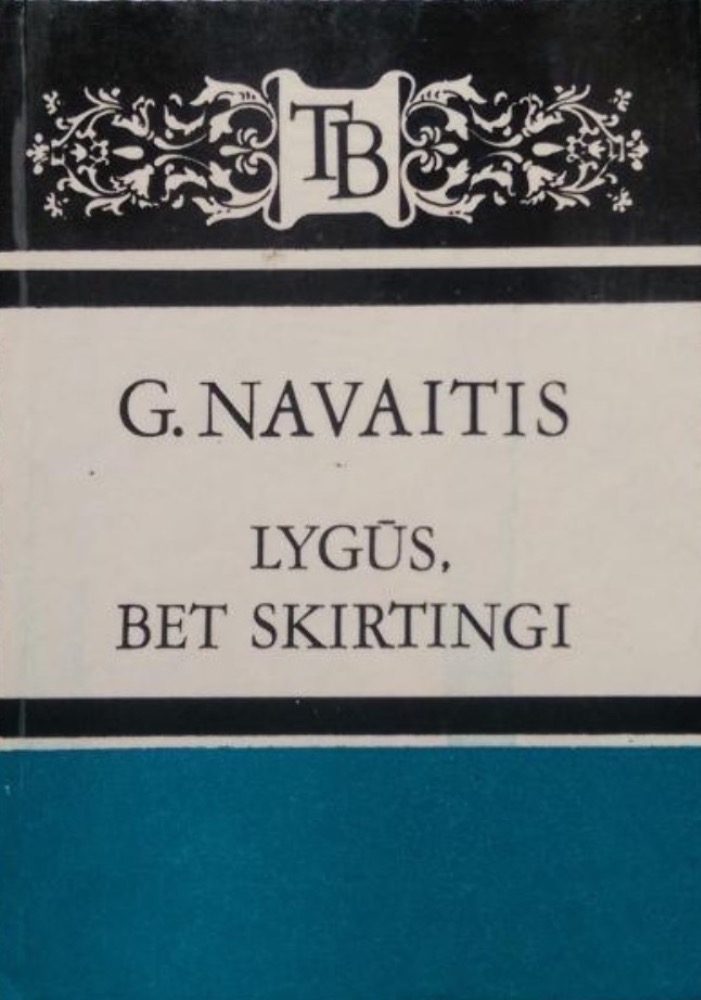 TB
G. NAVAITIS
LYGŪS,
BET SKIRTINGI